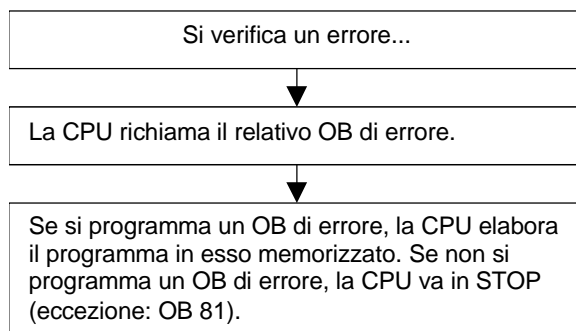 Si verifica un errore...
La CPU richiama il relativo OB di errore.
Se si programma un OB di errore, la CPU elabora
il programma in esso memorizzato. Se non si
programma un OB di errore, la CPU va in STOP
(eccezione: OB 81).